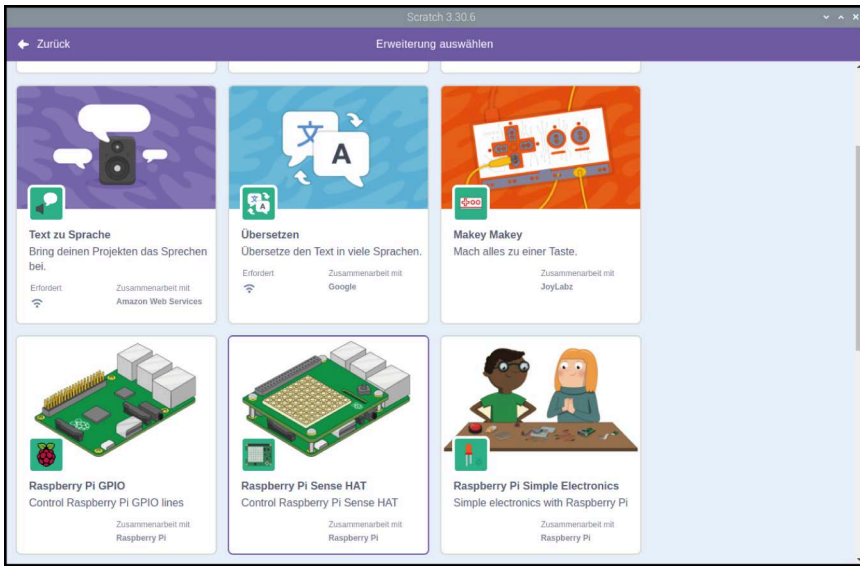 Scratch 3.30.6
Zurück
Erweiterung auswählen
文 A
文 A
Text zu Sprache
Bring deinen Projekten das Sprechen
bei.
Erfordert
Zusammenarbeit mit
Amazon Web Services
Übersetzen
Übersetze den Text in viele Sprachen.
Erfordert
Zusammenarbeit mit
Google
Makey Makey
Mach alles zu einer Taste.
Zusammenarbeit mit
JoyLabz
Raspberry Pi GPIO
Control Raspberry Pi GPIO lines
Zusammenarbeit mit
Raspberry Pi
Raspberry Pi Sense HAT
Control Raspberry Pi Sense HAT
Zusammenarbeit mit
Raspberry Pi
Raspberry Pi Simple Electronics
Simple electronics with Raspberry Pi
Zusammenarbeit mit
Raspberry Pi